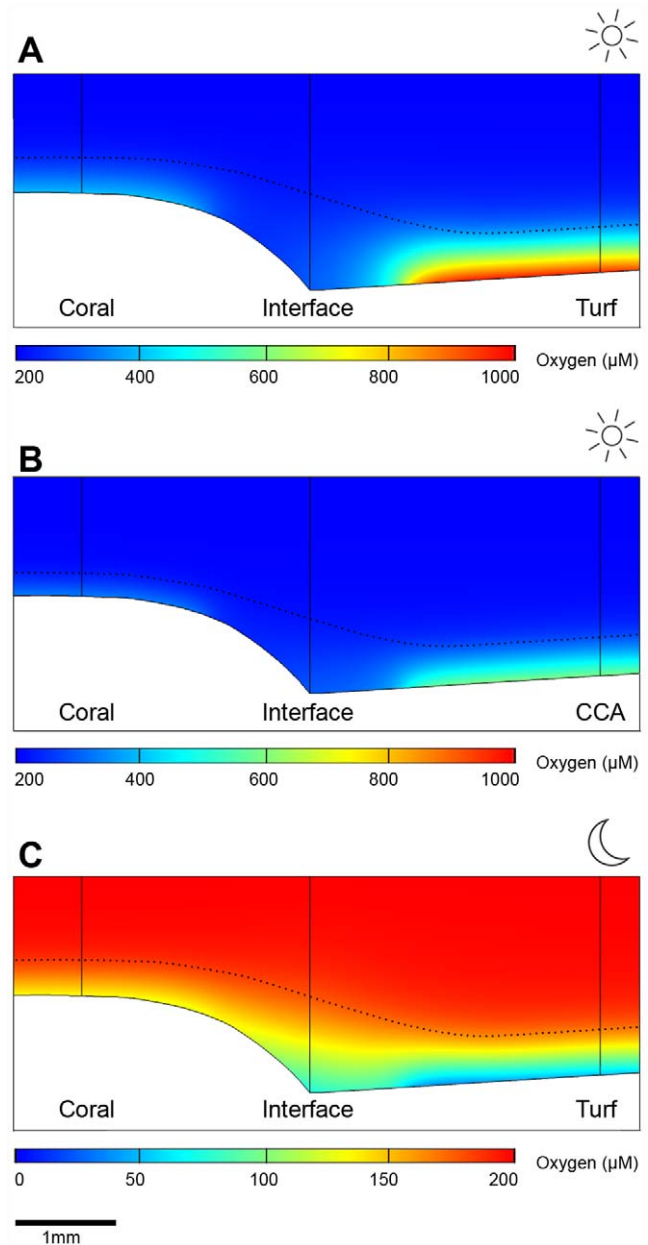 A
Coral Interface Turf
200 400 600 800 1000 Oxygen (µM)
B
Coral Interface CCA
200 400 600 800 1000 Oxygen (µM)
C
Coral Interface Turf
0 50 100 150 200 Oxygen (µM)
1mm